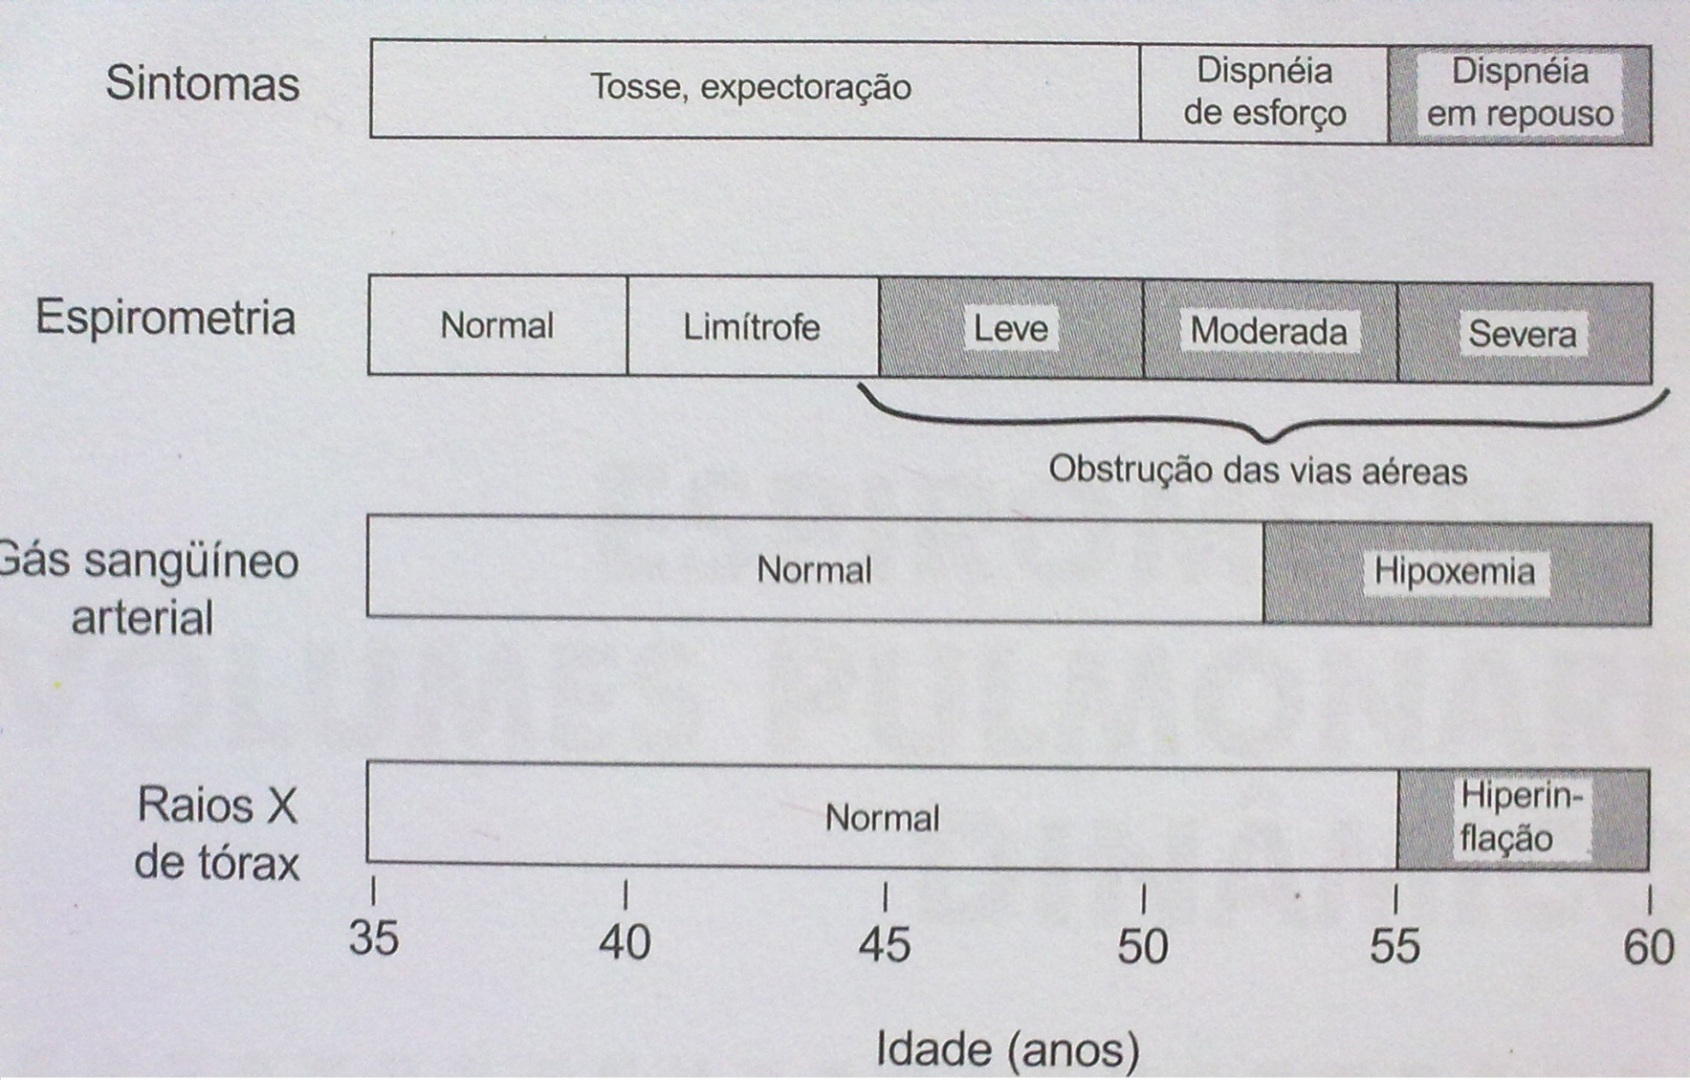 Sintomas
Tosse, expectoração
Dispnéia
de esforço
Dispnéia
em repouso
Espirometria
Normal
Limítrofe
Leve
Moderada
Severa
Obstrução das vias aéreas
Gás sangüíneo
arterial
Normal
Hipoxemia
Raios X
de tórax
Normal
Hiperin-
flação
35 40 45 50 55 60
Idade (anos)